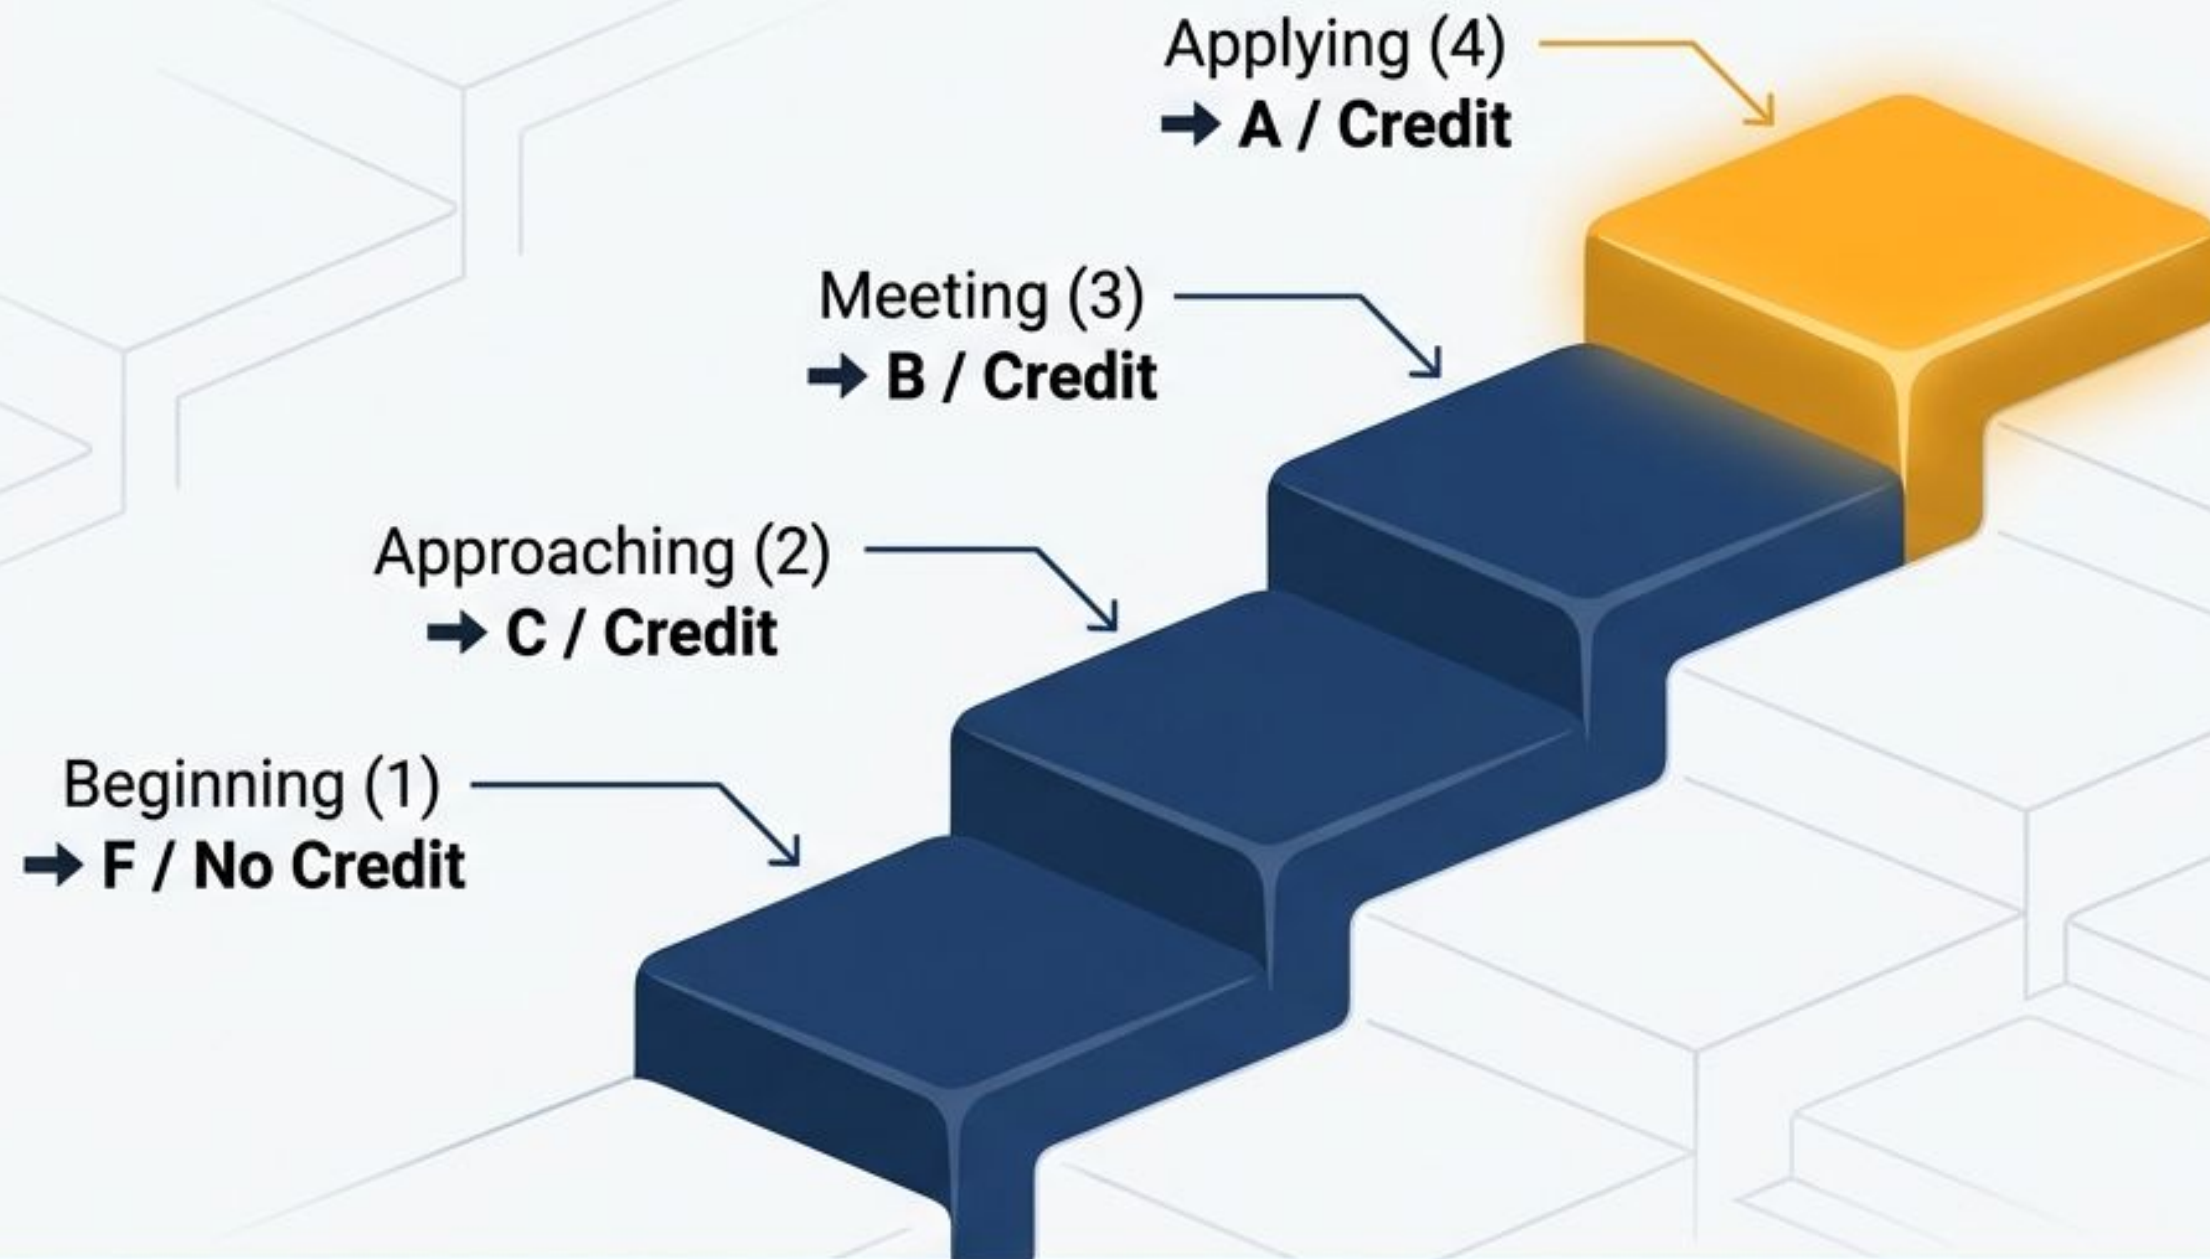 Applying (4)
➡ A / Credit
Meeting (3)
➡ B / Credit
Approaching (2)
➡ C / Credit
Beginning (1)
➡ F / No Credit